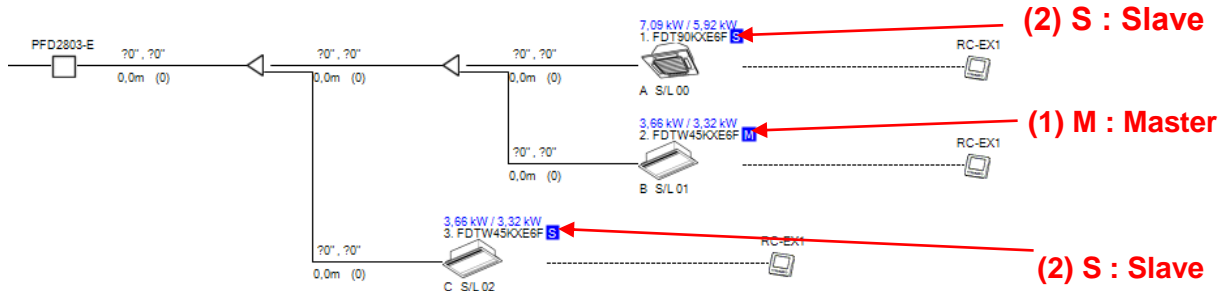 PFD2803-E
?0", ?0"
0,0m (0)
?0", ?0"
0,0m (0)
?0", ?0"
0,0m (0)
7,09 kW / 5,92 kW
1. FDT90KXE6F S
A S/L 00
RC-EX1
(2) S : Slave
?0", ?0"
0,0m (0)
3,66 kW / 3,32 kW
2. FDTW45KXE6F M
B S/L 01
RC-EX1
(1) M : Master
?0", ?0"
0,0m (0)
3,66 kW / 3,32 kW
3. FDTW45KXE6F S
C S/L 02
RC-EX1
(2) S : Slave